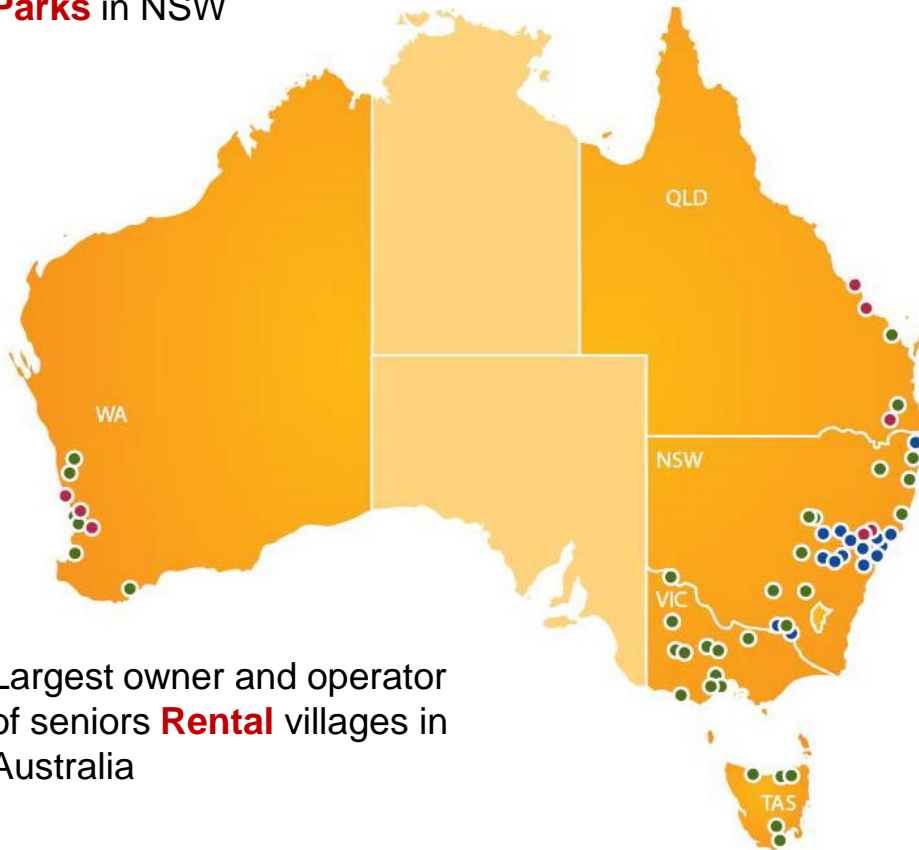 Parks in NSW
QLD
WA
NSW
VIC
Largest owner and operator
of seniors Rental villages in
Australia
TAS